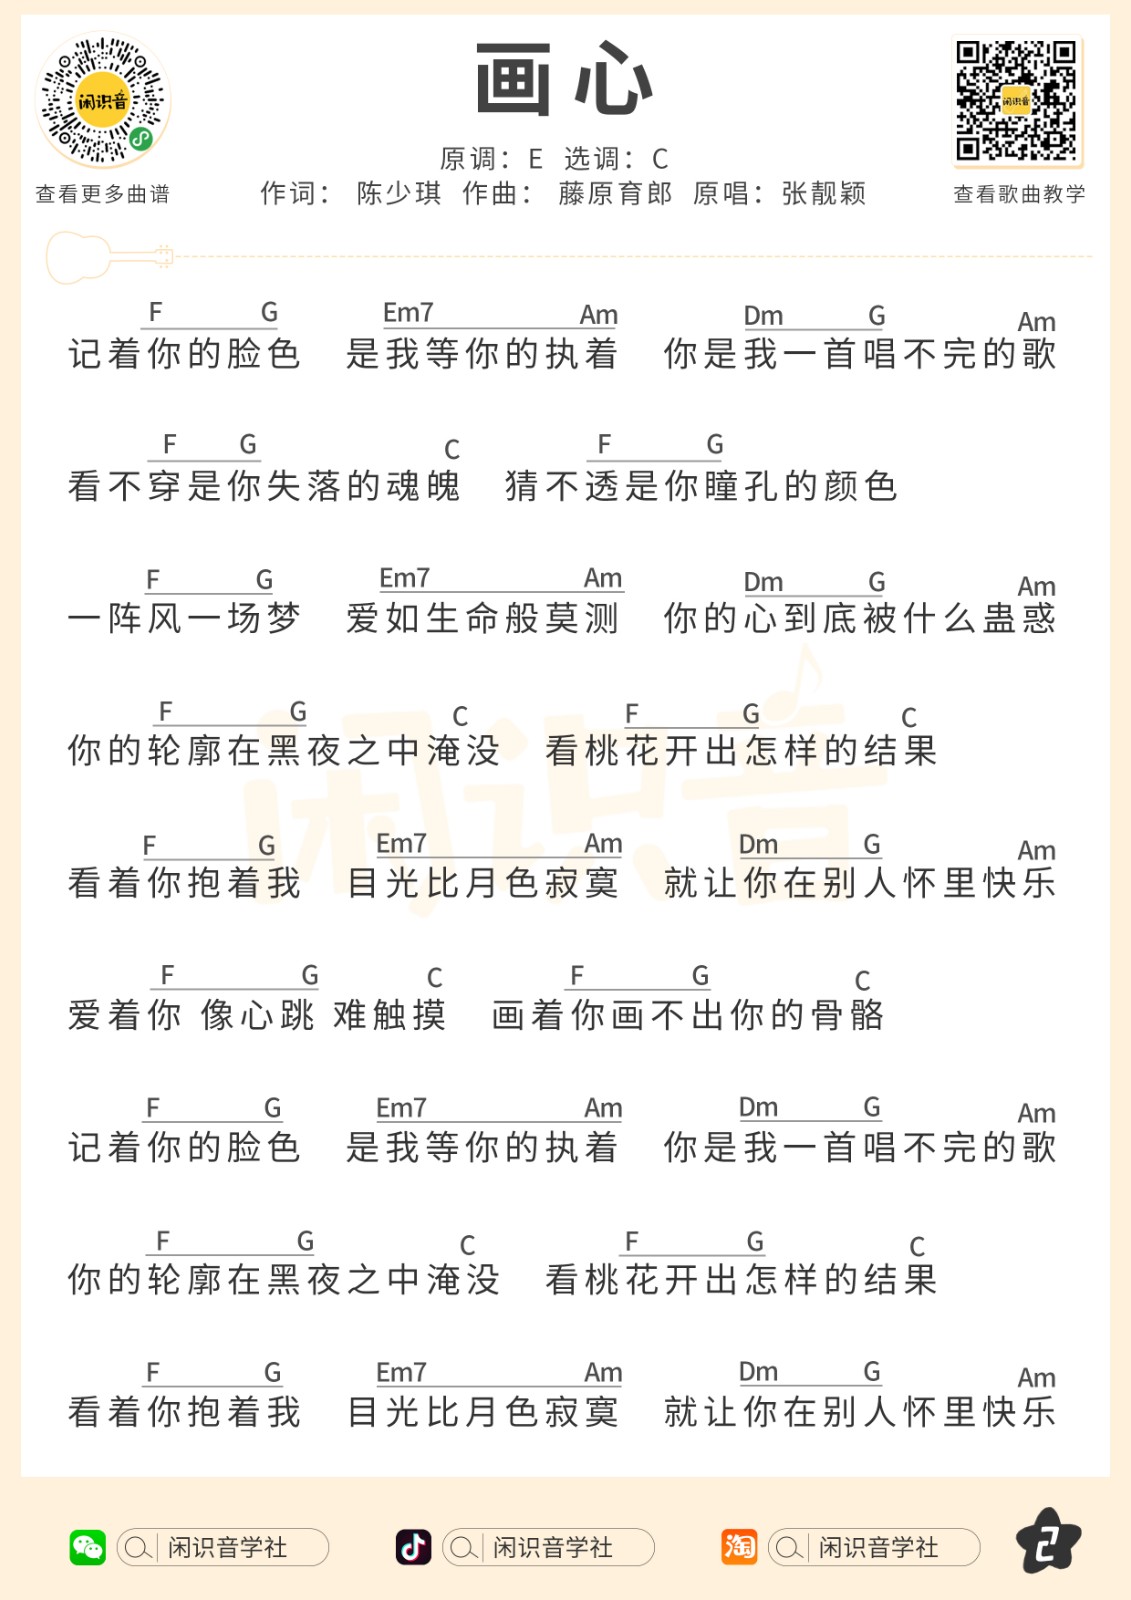 闲识音
查看更多曲谱
画心
原调：E 选调：C
作词： 陈少琪 作曲： 藤原育郎 原唱：张靓颖
闲识音
查看歌曲教学
F G Em7 Am Dm G Am
记着你的脸色 是我等你的执着 你是我一首唱不完的歌
F G C F G
看不穿是你失落的魂魄 猜不透是你瞳孔的颜色
F G Em7 Am Dm G Am
一阵风一场梦 爱如生命般莫测 你的心到底被什么蛊惑
F G C F G C
你的轮廓在黑夜之中淹没 看桃花开出怎样的结果
F G Em7 Am Dm G Am
看着你抱着我 目光比月色寂寞 就让你在别人怀里快乐
F G C F G C
爱着你 像心跳 难触摸 画着你画不出你的骨骼
F G Em7 Am Dm G Am
记着你的脸色 是我等你的执着 你是我一首唱不完的歌
F G C F G C
你的轮廓在黑夜之中淹没 看桃花开出怎样的结果
F G Em7 Am Dm G Am
看着你抱着我 目光比月色寂寞 就让你在别人怀里快乐
闲识音
闲识音学社 闲识音学社 淘 闲识音学社 2